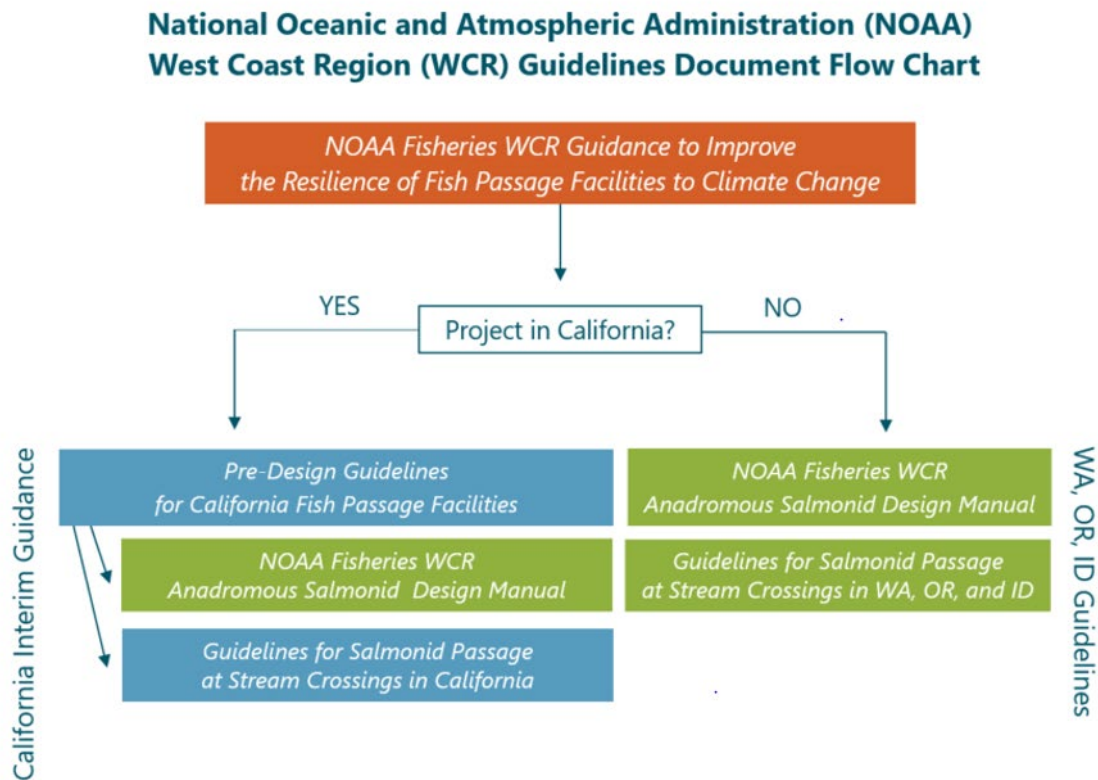 National Oceanic and Atmospheric Administration (NOAA)
West Coast Region (WCR) Guidelines Document Flow Chart
NOAA Fisheries WCR Guidance to Improve
the Resilience of Fish Passage Facilities to Climate Change
YES
Project in California?
NO
California Interim Guidance
Pre-Design Guidelines
for California Fish Passage Facilities
NOAA Fisheries WCR
Anadromous Salmonid Design Manual
Guidelines for Salmonid Passage
at Stream Crossings in California
NOAA Fisheries WCR
Anadromous Salmonid Design Manual
Guidelines for Salmonid Passage
at Stream Crossings in WA, OR, and ID
WA, OR, ID Guidelines